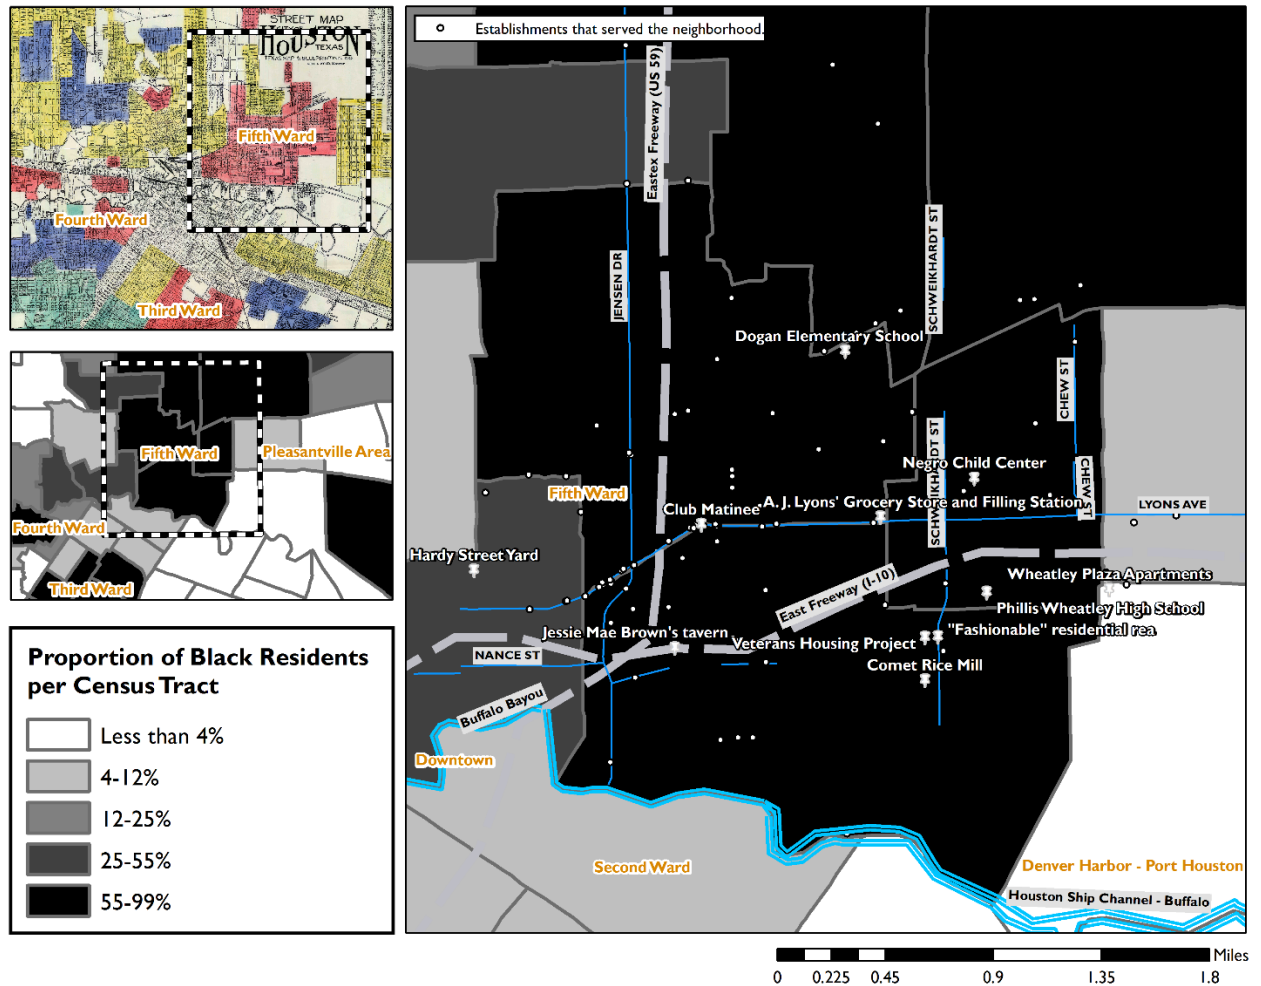 STREET MAP
HOUSTON
TEXAS
Fifth Ward
Fourth Ward
Third Ward
Fifth Ward
Pleasantville Area
Fourth Ward
Third Ward
Proportion of Black Residents
per Census Tract
Less than 4%
4-12%
12-25%
25-55%
55-99%
Establishments that served the neighborhood.
Eastex Freeway (US 59)
JENSEN DR
SCHWEIKHARDT ST
Dogan Elementary School
CHEW ST
SCHWEIKHARDT ST
Negro Child Center
CHEW ST
Fifth Ward
Club Matinee
A. J. Lyons' Grocery Store and Filling Station
LYONS AVE
Hardy Street Yard
East Freeway (I-10)
Wheatley Plaza Apartments
Phillis Wheatley High School
Jessie Mae Brown's tavern
Veterans Housing Project
"Fashionable" residential rea
NANCE ST
Comet Rice Mill
Buffalo Bayou
Downtown
Second Ward
Denver Harbor - Port Houston
Houston Ship Channel - Buffalo
Miles
0 0.225 0.45 0.9 1.35 1.8